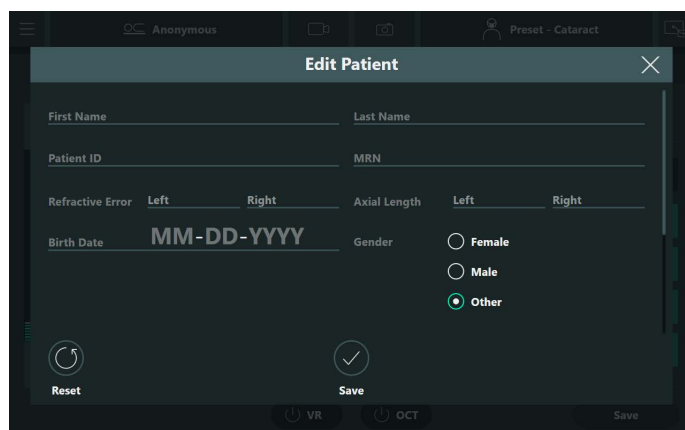 Anonymous Preset - Cataract
Edit Patient
First Name Last Name
Patient ID MRN
Refractive Error Left Right Axial Length Left Right
Birth Date MM-DD-YYYY Gender Female
Male
Other
Reset Save
VR OCT Save